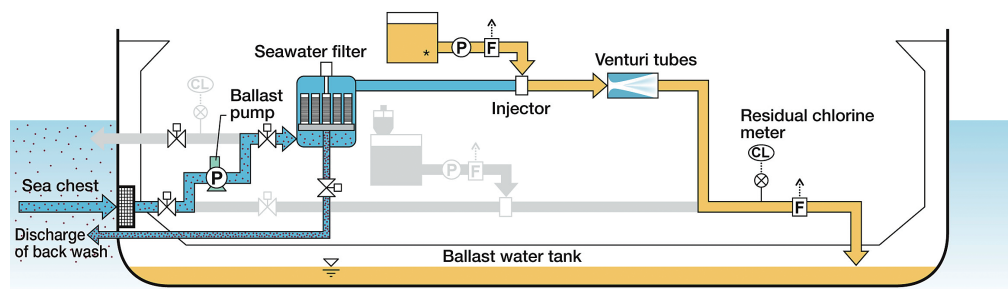 *
P
F
Seawater filter
Venturi tubes
CL
Ballast
pump
Injector
Residual chlorine
meter
CL
P
P
F
Sea chest
F
Discharge
of back wash
Ballast water tank